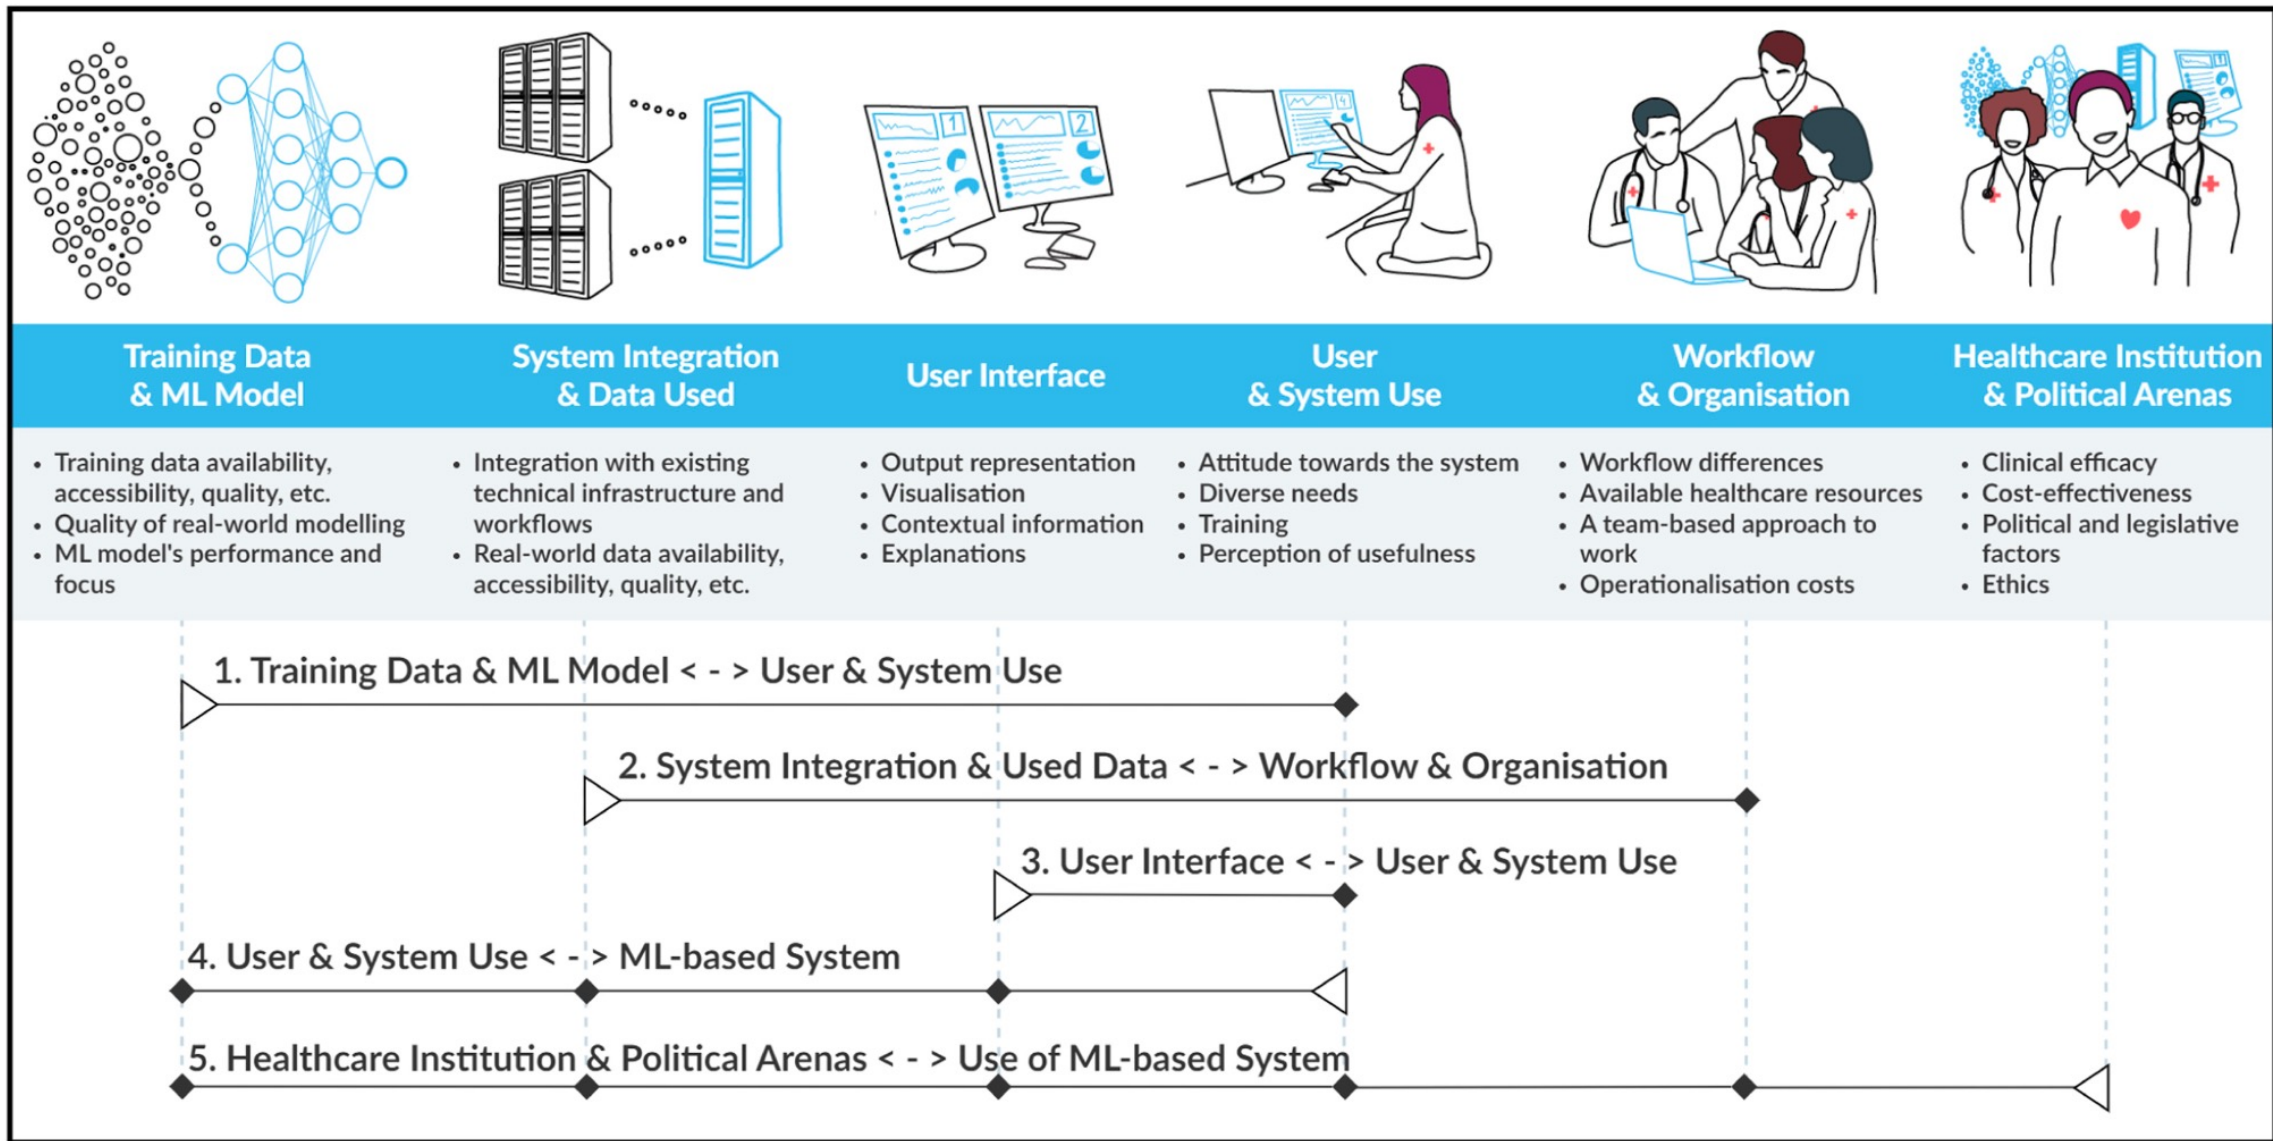 1
2
4
Training Data
& ML Model
System Integration
& Data Used
User Interface
User
& System Use
Workflow
& Organisation
Healthcare Institution
& Political Arenas
• Training data availability,
accessibility, quality, etc.
• Quality of real-world modelling
• ML model's performance and
focus
• Integration with existing
technical infrastructure and
workflows
• Real-world data availability,
accessibility, quality, etc.
• Output representation
• Visualisation
• Contextual information
• Explanations
• Attitude towards the system
• Diverse needs
• Training
• Perception of usefulness
• Workflow differences
• Available healthcare resources
• A team-based approach to
work
• Operationalisation costs
• Clinical efficacy
• Cost-effectiveness
• Political and legislative
factors
• Ethics
1. Training Data & ML Model < - > User & System Use
2. System Integration & Used Data < - > Workflow & Organisation
3. User Interface < - > User & System Use
4. User & System Use < - > ML-based System
5. Healthcare Institution & Political Arenas < - > Use of ML-based System